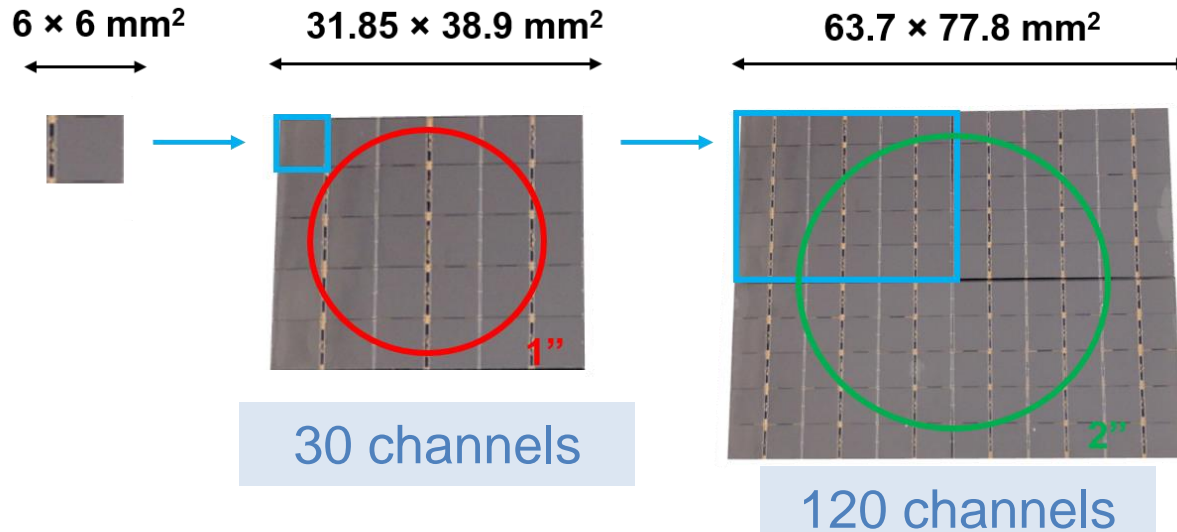 6 × 6 mm²
31.85 × 38.9 mm²
63.7 × 77.8 mm²
1”
2”
30 channels
120 channels